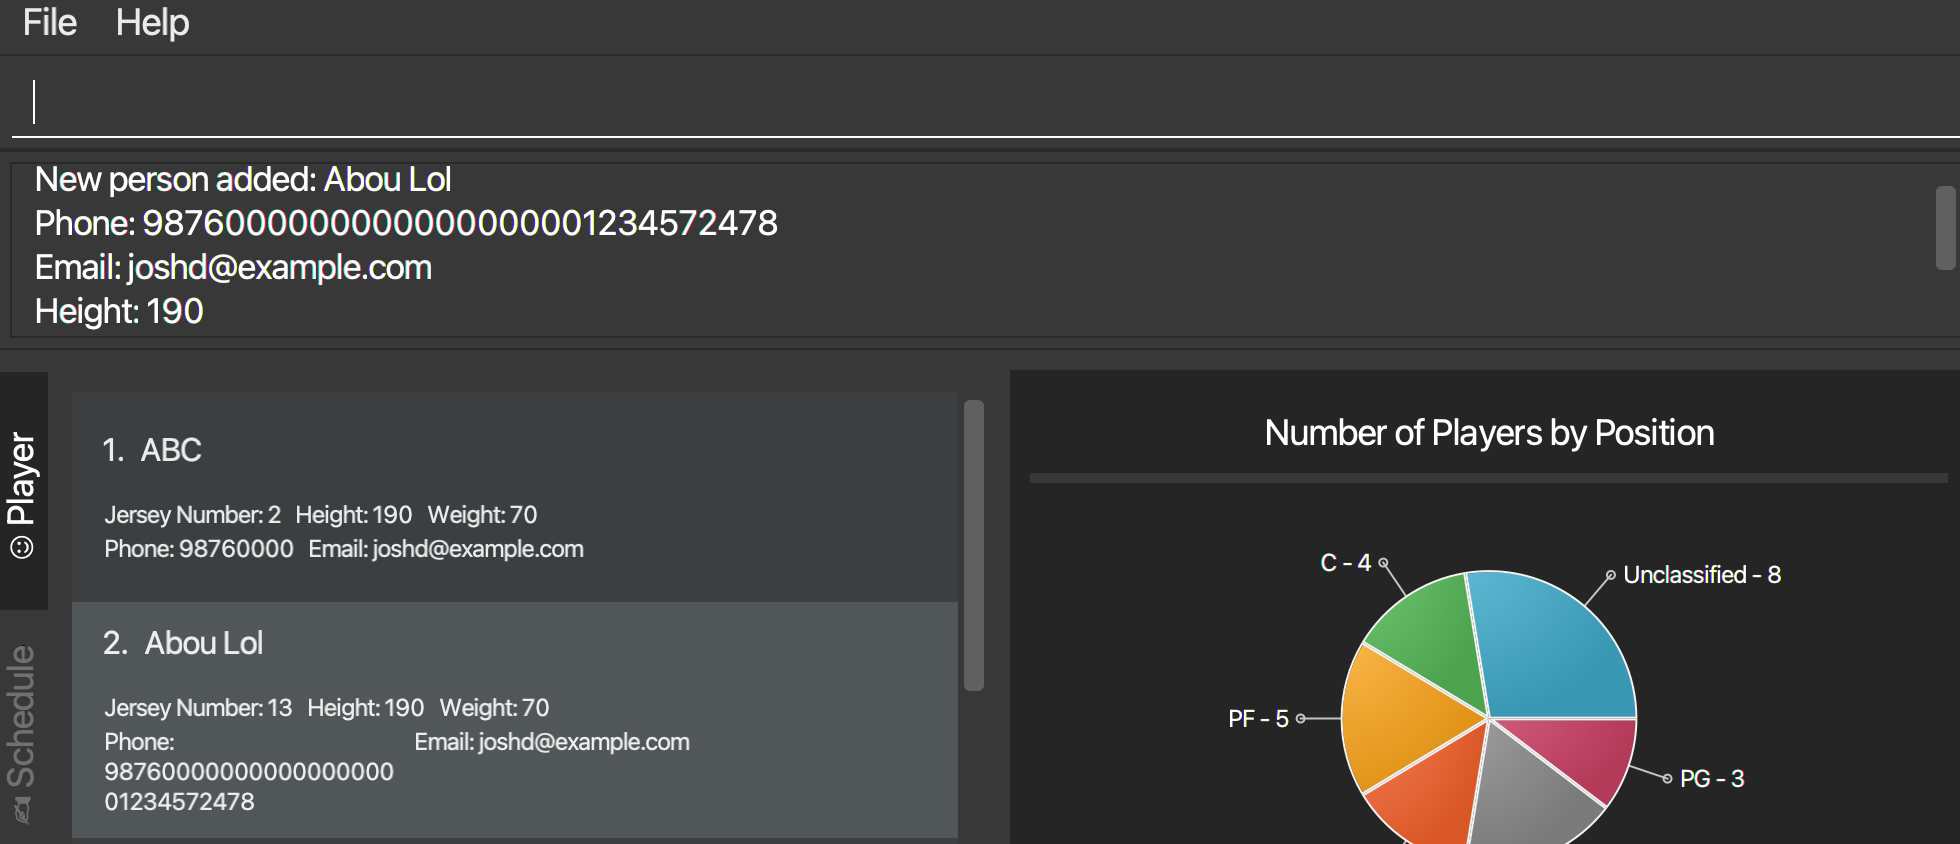 File Help
New person added: Abou Lol
Phone: 9876000000000000000001234572478
Email: joshd@example.com
Height: 190
Player
Schedule
1. ABC
Jersey Number: 2 Height: 190 Weight: 70
Phone: 98760000 Email: joshd@example.com
2. Abou Lol
Jersey Number: 13 Height: 190 Weight: 70
Phone: Email: joshd@example.com
98760000000000000000
01234572478
Number of Players by Position
C - 4
Unclassified - 8
PF - 5
PG - 3